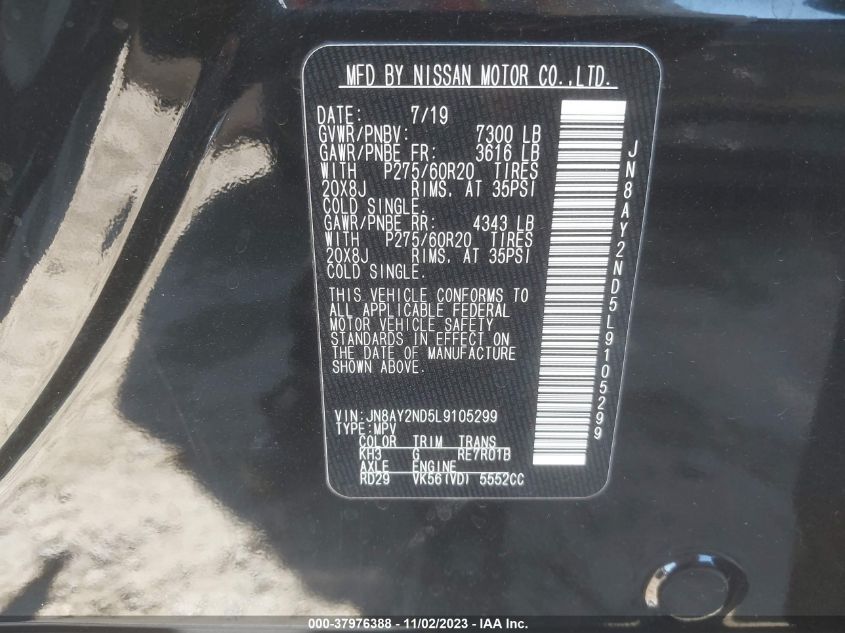 MFD BY NISSAN MOTOR CO.,LTD.
DATE: 7/19
GVWR/PNBV: 7300 LB
GAWR/PNBE FR: 3616 LB
WITH P275/60R20 TIRES
20X8J RIMS, AT 35PSI
COLD SINGLE.
GAWR/PNBE RR: 4343 LB
WITH P275/60R20 TIRES
20X8J RIMS, AT 35PSI
COLD SINGLE.
THIS VEHICLE CONFORMS TO
ALL APPLICABLE FEDERAL
MOTOR VEHICLE SAFETY
STANDARDS IN EFFECT ON
THE DATE OF MANUFACTURE
SHOWN ABOVE.
VIN: JN8AY2ND5L9105299
TYPE: MPV
COLOR TRIM TRANS
KH3 G RE7R01B
AXLE ENGINE
RD29 VK56(VD) 5552CC
JN8AY2ND5L9105299
000-37976388 - 11/02/2023 - IAA Inc.